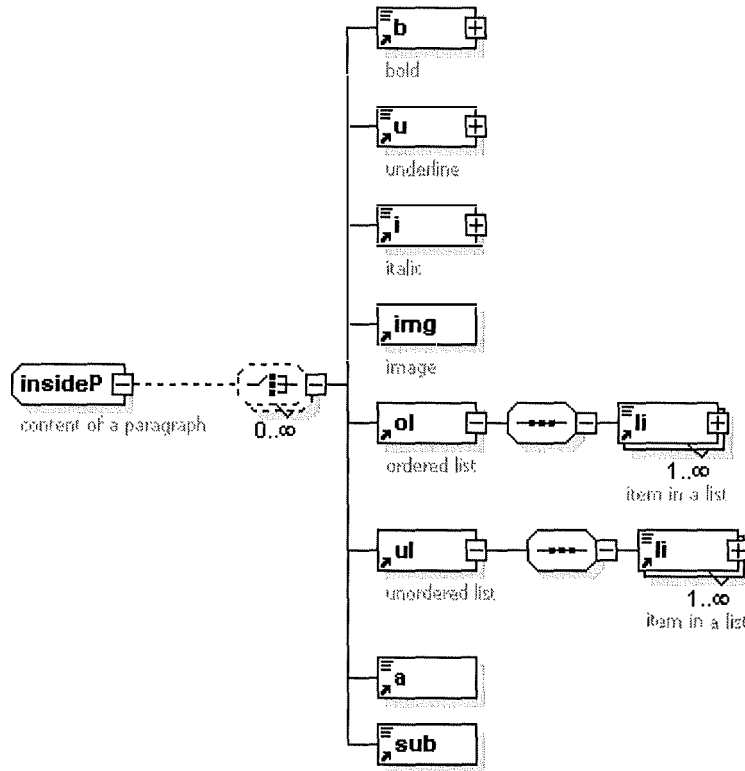 b
bold
u
underline
i
italic
img
image
insideP
content of a paragraph
0..∞
ol
ordered list
li
1..∞
item in a list
ul
unordered list
li
1..∞
item in a list
a
sub